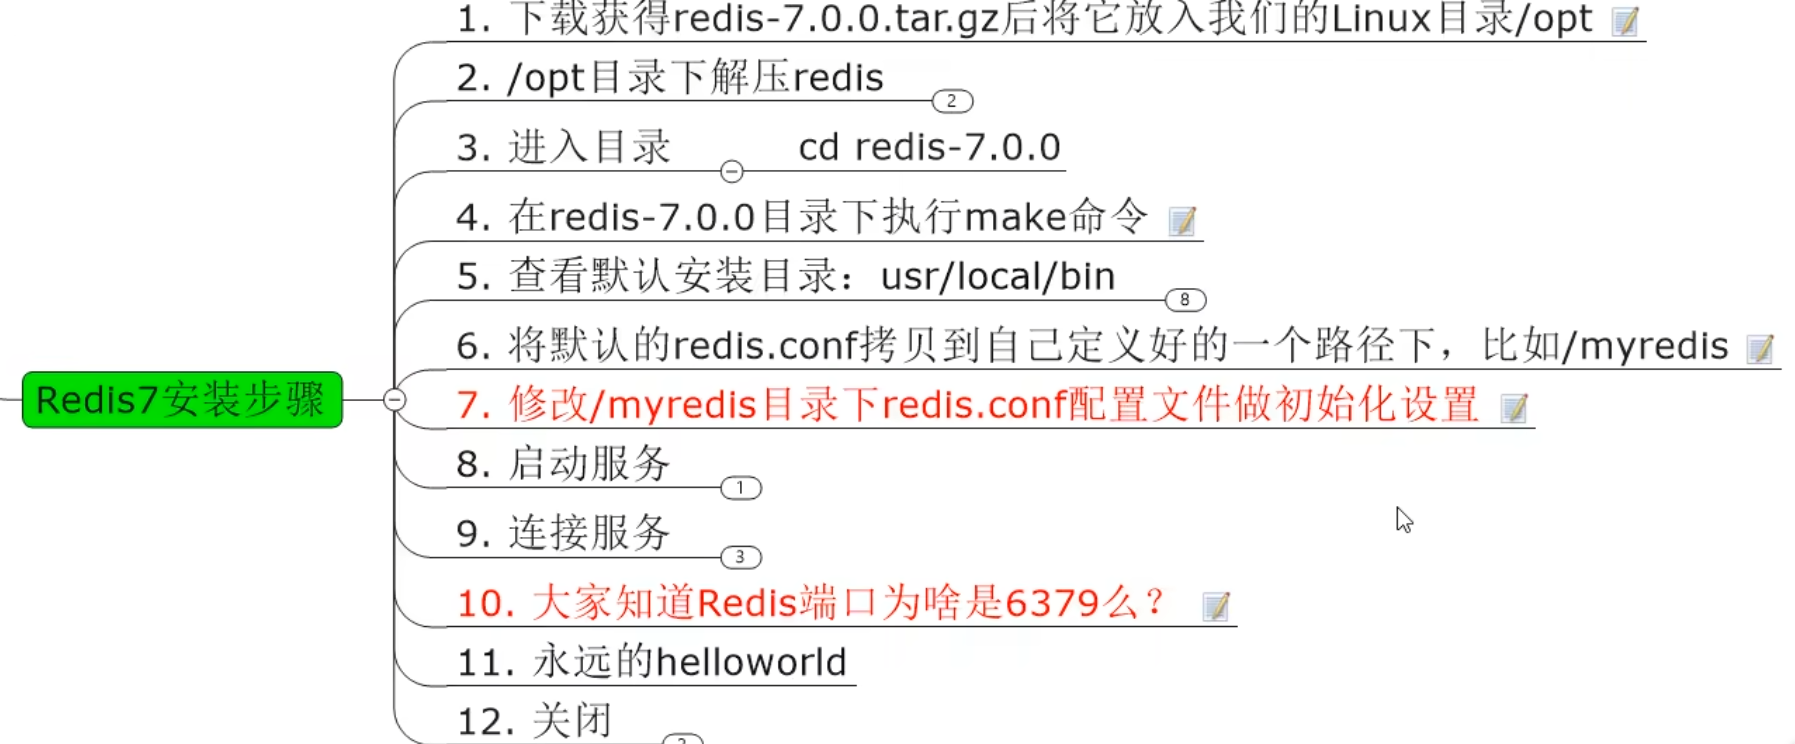 1. 下载获得redis-7.0.0.tar.gz后将它放入我们的Linux目录/opt
2. /opt目录下解压redis
2
3. 进入目录
cd redis-7.0.0
4. 在redis-7.0.0目录下执行make命令
5. 查看默认安装目录：usr/local/bin
8
6. 将默认的redis.conf拷贝到自己定义好的一个路径下，比如/myredis
Redis7安装步骤
7. 修改/myredis目录下redis.conf配置文件做初始化设置
8. 启动服务
1
9. 连接服务
3
10. 大家知道Redis端口为啥是6379么？
11. 永远的helloworld
12. 关闭